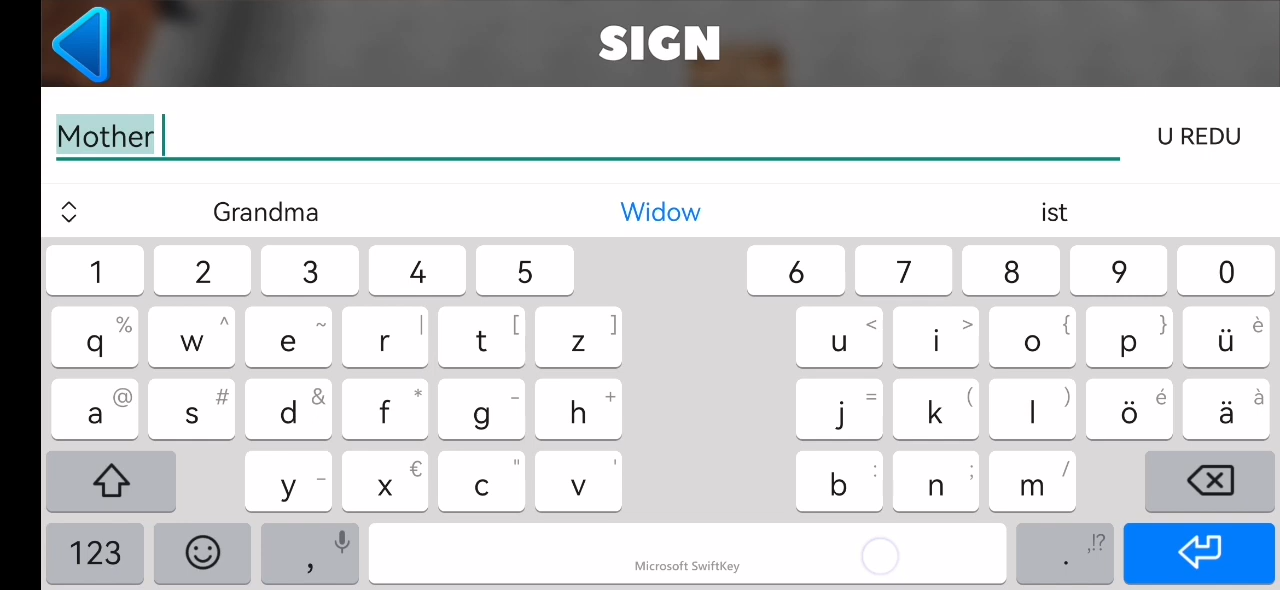 SIGN
Mother
U REDU
Grandma Widow ist
1 2 3 4 5 6 7 8 9 0
q % w ^ e ~ r | t [ z ] u < i > o { p } ü è
a @ s # d & f * g - h + j = k ( l ) ö é ä à
y _ x € c " v ' b : n ; m /
123 , Microsoft SwiftKey . ,!?